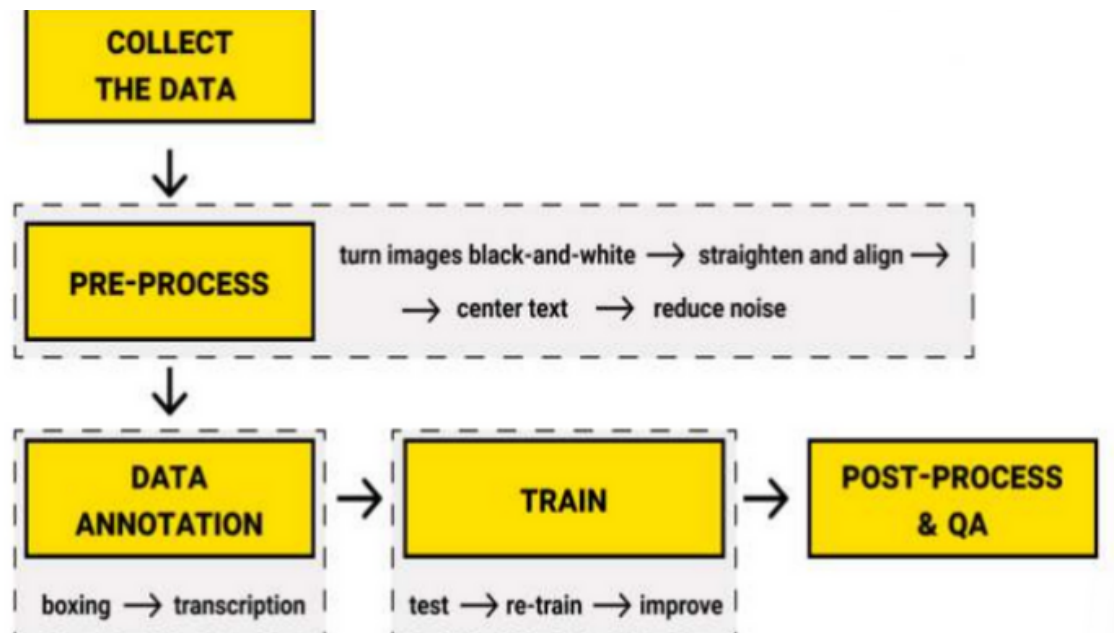 COLLECT
THE DATA
PRE-PROCESS
turn images black-and-white → straighten and align →
→ center text → reduce noise
DATA
ANNOTATION
boxing → transcription
TRAIN
test → re-train → improve
POST-PROCESS
& QA